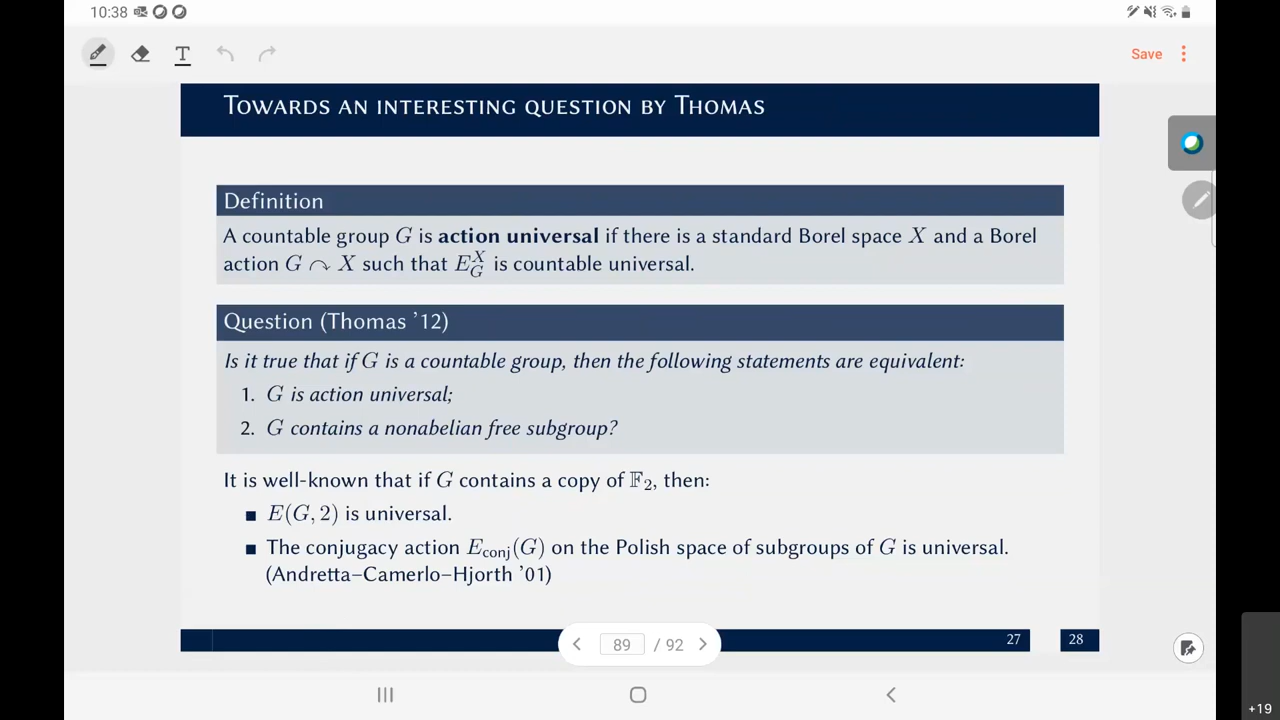 10:38
T
Save
Towards an interesting question by Thomas
Definition
A countable group G is action universal if there is a standard Borel space X and a Borel
action G ↷ X such that E_G^X is countable universal.
Question (Thomas ’12)
Is it true that if G is a countable group, then the following statements are equivalent:
1. G is action universal;
2. G contains a nonabelian free subgroup?
It is well-known that if G contains a copy of 𝔽₂, then:
■ E(G, 2) is universal.
■ The conjugacy action E_conj(G) on the Polish space of subgroups of G is universal.
(Andretta–Camerlo–Hjorth ’01)
27 28
89 / 92
+19